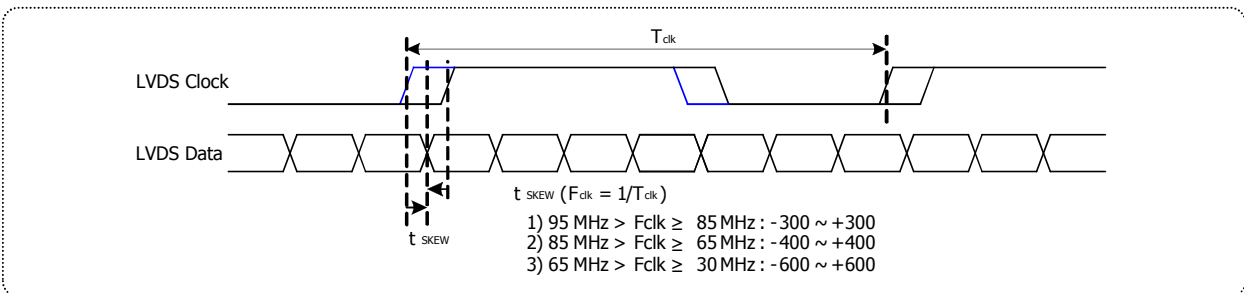 Tclk
LVDS Clock
LVDS Data
t SKEW (Fclk = 1/Tclk)
1) 95 MHz > Fclk ≥ 85 MHz : -300 ~ +300
2) 85 MHz > Fclk ≥ 65 MHz : -400 ~ +400
3) 65 MHz > Fclk ≥ 30 MHz : -600 ~ +600
t SKEW